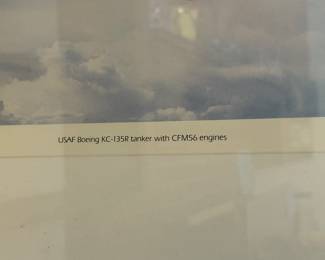 USAF Boeing KC-135R tanker with CFM56 engines